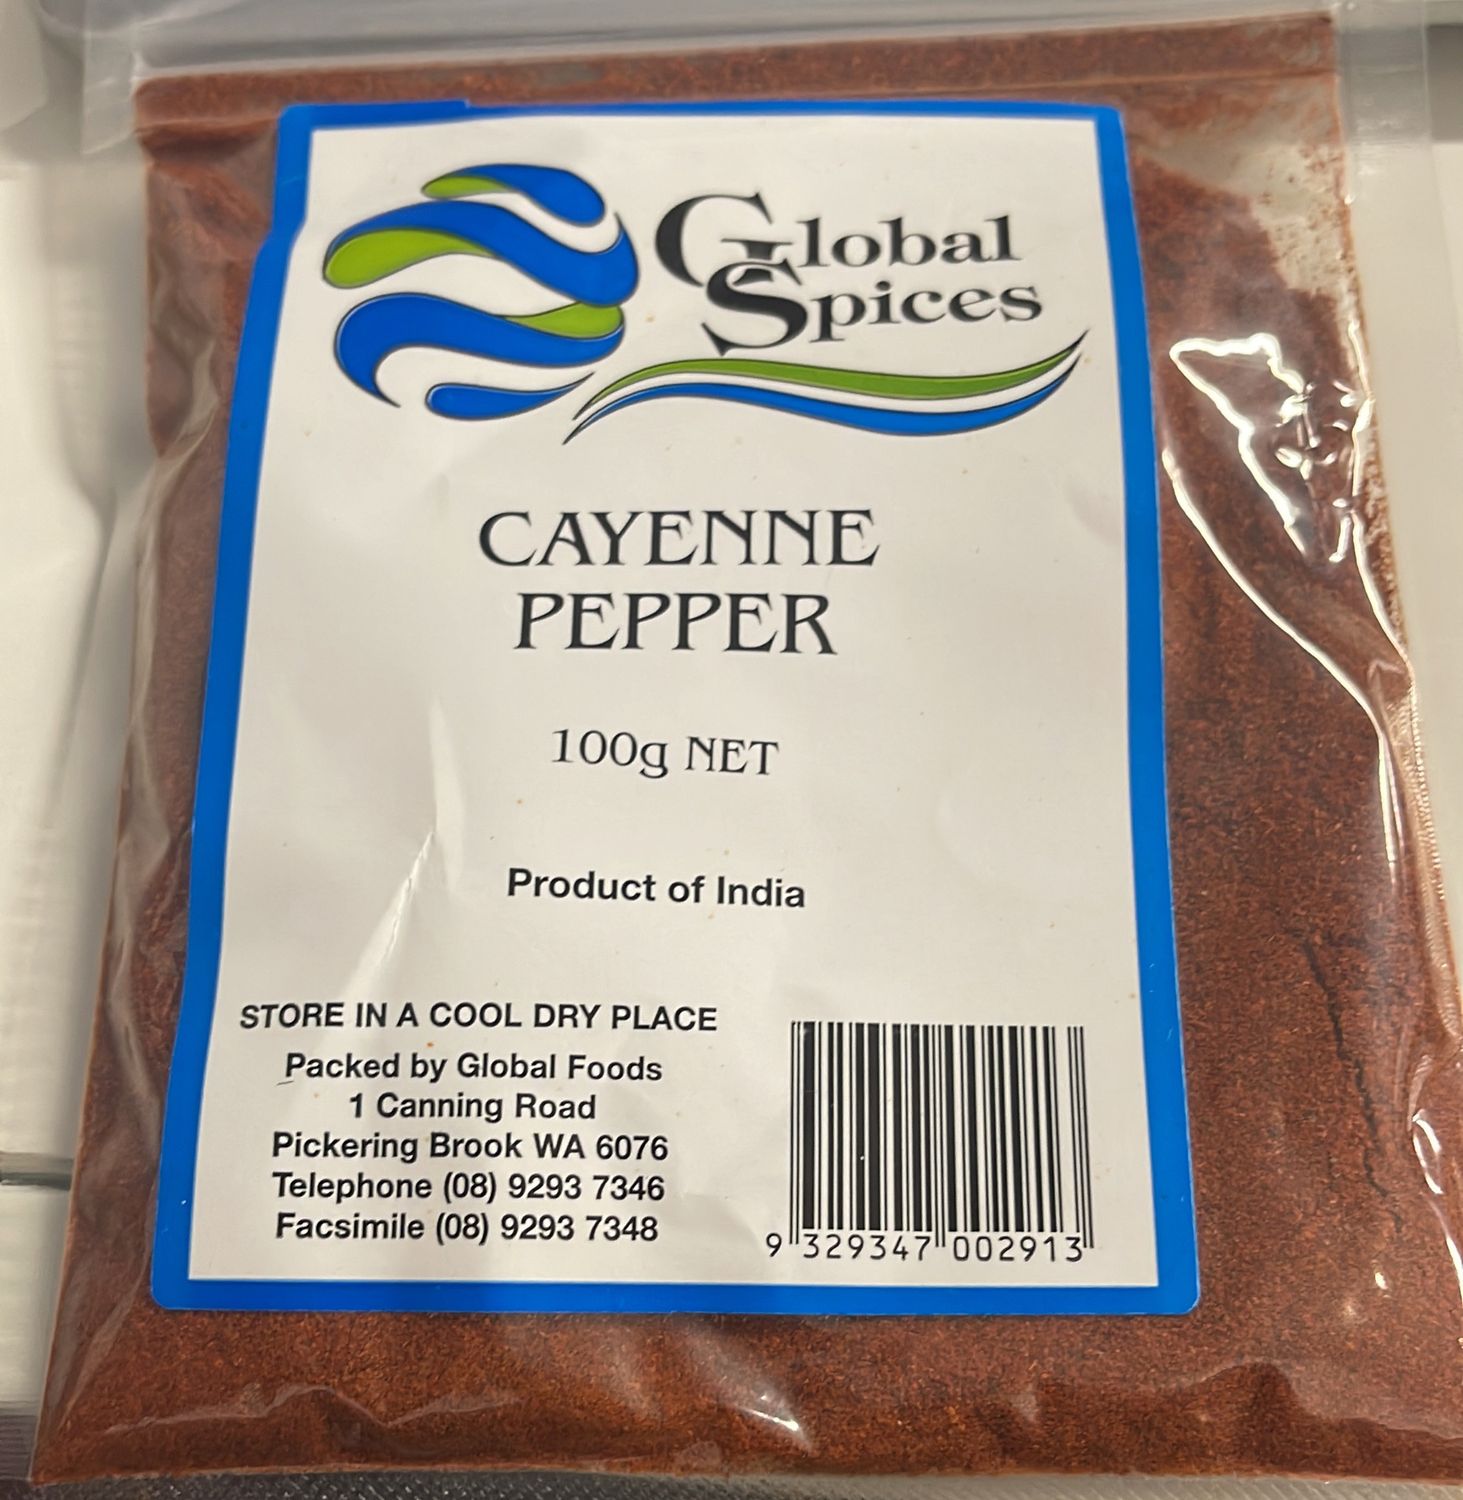 Global
Spices
CAYENNE
PEPPER
100g NET
Product of India
STORE IN A COOL DRY PLACE
Packed by Global Foods
1 Canning Road
Pickering Brook WA 6076
Telephone (08) 9293 7346
Facsimile (08) 9293 7348
9 329347 002913